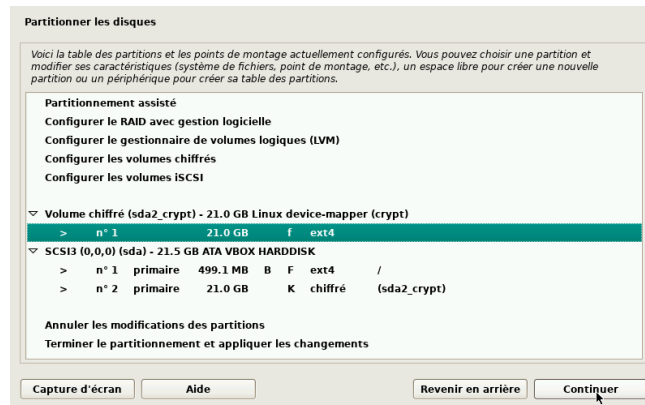 Partitionner les disques
Voici la table des partitions et les points de montage actuellement configurés. Vous pouvez choisir une partition et
modifier ses caractéristiques (système de fichiers, point de montage, etc.), un espace libre pour créer une nouvelle
partition ou un périphérique pour créer sa table des partitions.
Partitionnement assisté
Configurer le RAID avec gestion logicielle
Configurer le gestionnaire de volumes logiques (LVM)
Configurer les volumes chiffrés
Configurer les volumes iSCSI
Volume chiffré (sda2_crypt) - 21.0 GB Linux device-mapper (crypt)
> n° 1 21.0 GB f ext4
SCSI3 (0,0,0) (sda) - 21.5 GB ATA VBOX HARDDISK
> n° 1 primaire 499.1 MB B F ext4 /
> n° 2 primaire 21.0 GB K chiffré (sda2_crypt)
Annuler les modifications des partitions
Terminer le partitionnement et appliquer les changements
Capture d'écran Aide Revenir en arrière Continuer